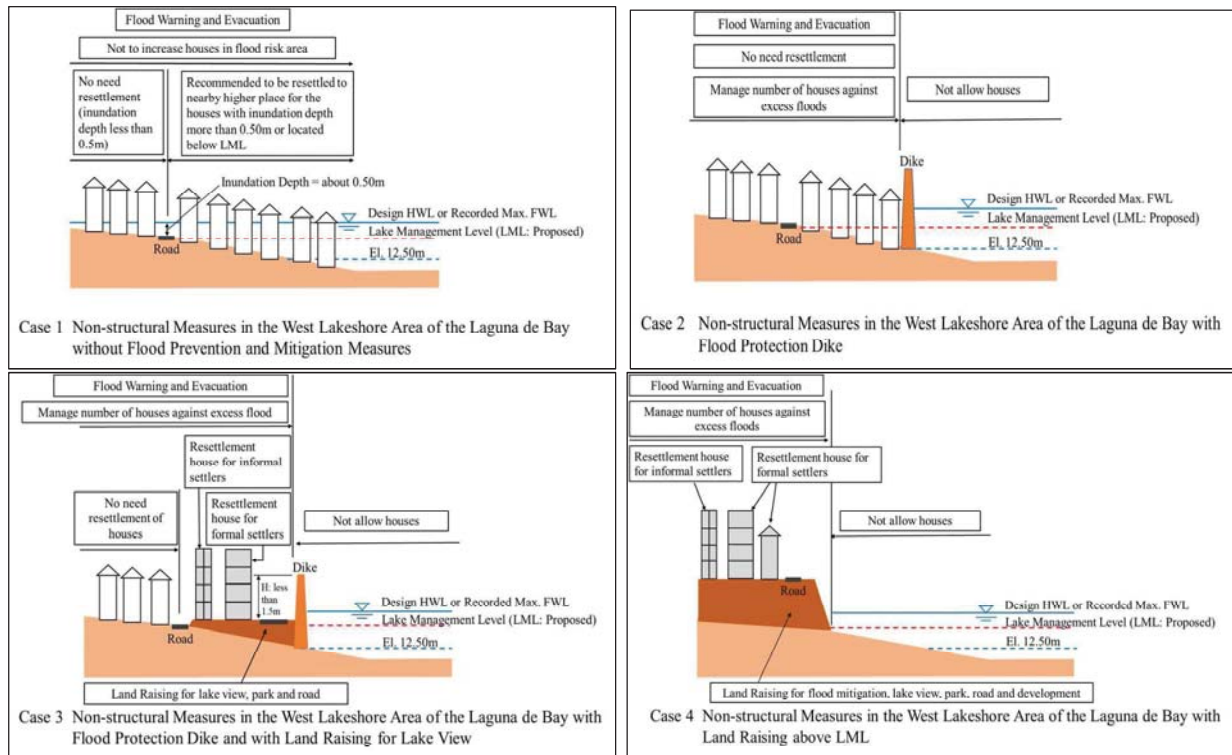 Flood Warning and Evacuation
Not to increase houses in flood risk area
No need
resettlement
(inundation
depth less than
0.5m)
Recommended to be resettled to
nearby higher place for the
houses with inundation depth
more than 0.50m or located
below LML
Inundation Depth = about 0.50m
Design HWL or Recorded Max. FWL
Lake Management Level (LML: Proposed)
Road
El. 12.50m
Case 1 Non-structural Measures in the West Lakeshore Area of the Laguna de Bay
without Flood Prevention and Mitigation Measures
Flood Warning and Evacuation
No need resettlement
Manage number of houses against
excess floods
Not allow houses
Dike
Design HWL or Recorded Max. FWL
Lake Management Level (LML: Proposed)
Road
El. 12.50m
Case 2 Non-structural Measures in the West Lakeshore Area of the Laguna de Bay with
Flood Protection Dike
Flood Warning and Evacuation
Manage number of houses against excess flood
Resettlement
house for informal
settlers
No need
resettlement of
houses
Resettlement
house for
formal settlers
Not allow houses
Dike
H: less
than
1.5m
Design HWL or Recorded Max. FWL
Lake Management Level (LML: Proposed)
Road
El. 12.50m
Land Raising for lake view, park and road
Case 3 Non-structural Measures in the West Lakeshore Area of the Laguna de Bay with
Flood Protection Dike and with Land Raising for Lake View
Flood Warning and Evacuation
Manage number of houses against
excess floods
Resettlement house
for informal settlers
Resettlement house for
formal settlers
Not allow houses
Road
Design HWL or Recorded Max. FWL
Lake Management Level (LML: Proposed)
El. 12.50m
Land Raising for flood mitigation, lake view, park, road and development
Case 4 Non-structural Measures in the West Lakeshore Area of the Laguna de Bay with
Land Raising above LML